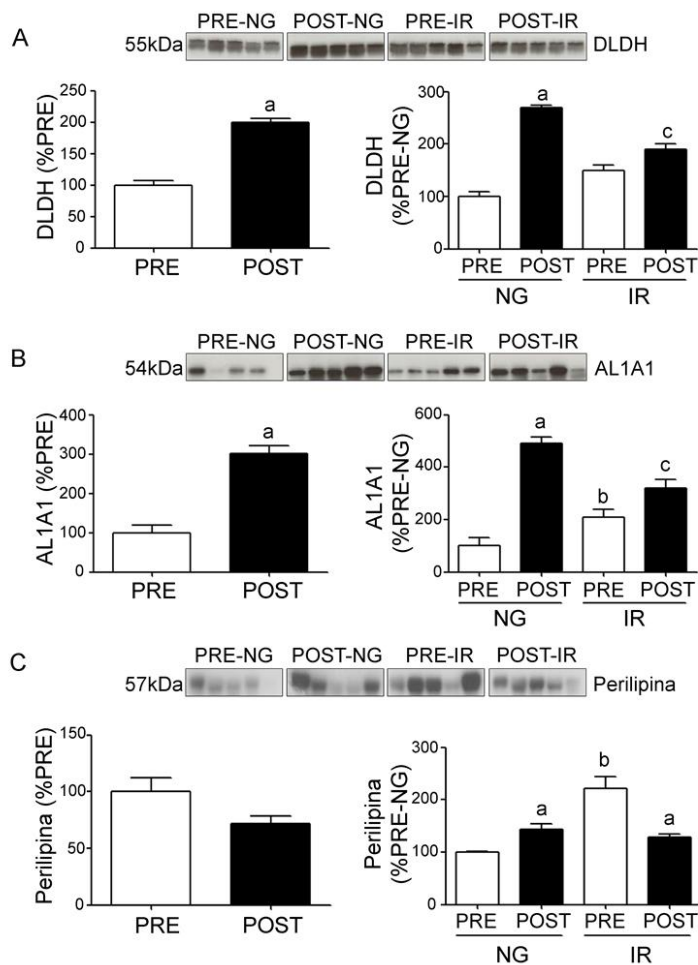 A
PRE-NG POST-NG PRE-IR POST-IR
55kDa DLDH
DLDH (%PRE)
250
200
150
100
50
0
a
PRE POST
DLDH
(%PRE-NG)
300
200
100
0
a
c
PRE POST PRE POST
NG IR
B
PRE-NG POST-NG PRE-IR POST-IR
54kDa AL1A1
AL1A1 (%PRE)
400
300
200
100
0
a
PRE POST
AL1A1
(%PRE-NG)
600
400
200
0
a
b
c
PRE POST PRE POST
NG IR
C
PRE-NG POST-NG PRE-IR POST-IR
57kDa Perilipina
Perilipina (%PRE)
150
100
50
0
PRE POST
Perilipina
(%PRE-NG)
300
200
100
0
a
b
a
PRE POST PRE POST
NG IR